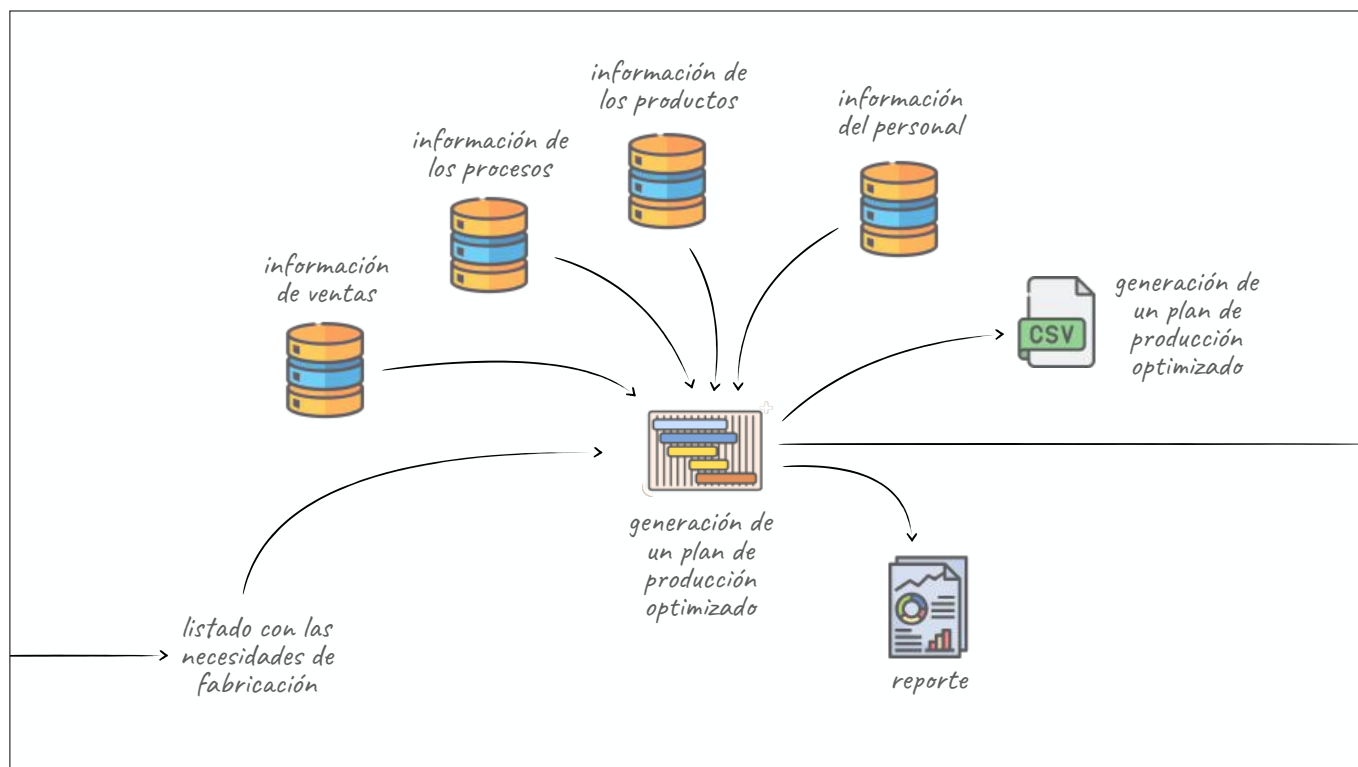 información de
los productos
información
del personal
información de
los procesos
información
de ventas
CSV
generación de
un plan de
producción
optimizado
generación de
un plan de
producción
optimizado
listado con las
necesidades de
fabricación
reporte